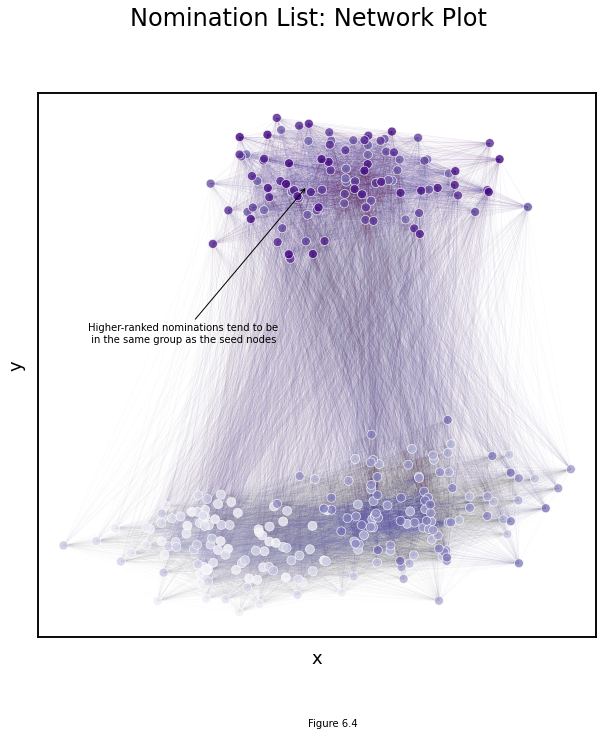 Nomination List: Network Plot
Higher-ranked nominations tend to be
in the same group as the seed nodes
y
x
Figure 6.4